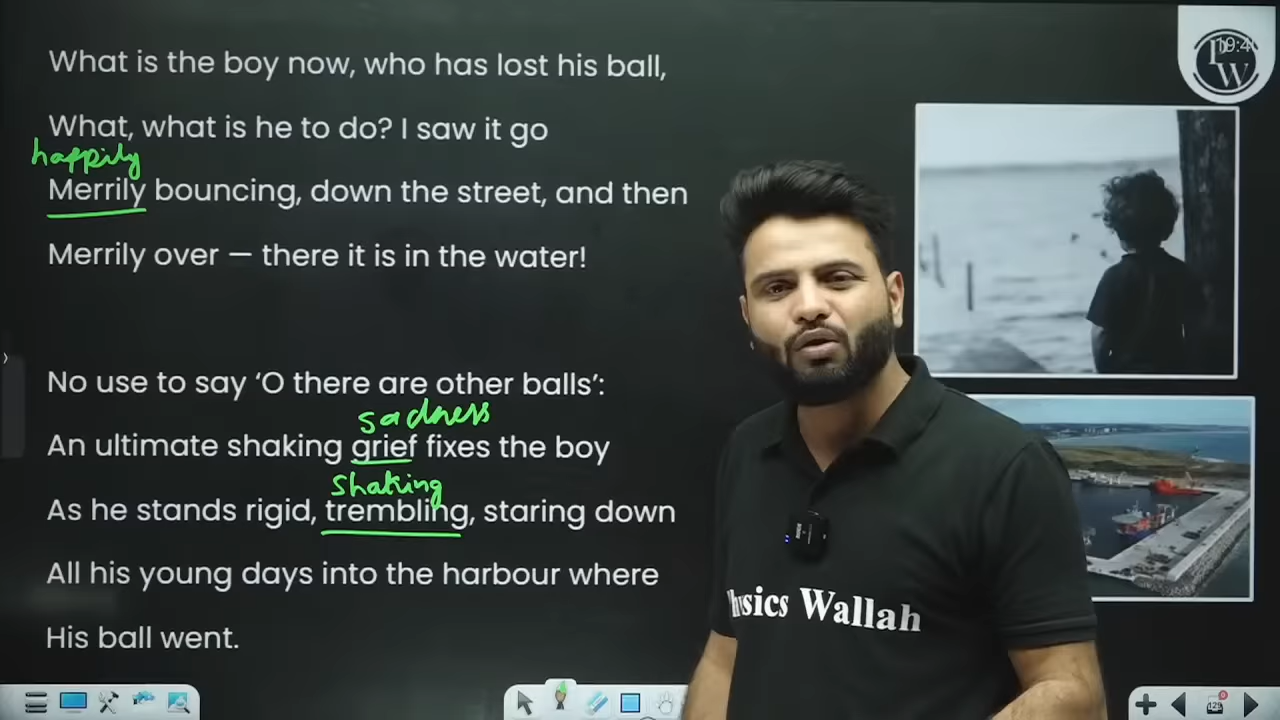 What is the boy now, who has lost his ball,
What, what is he to do? I saw it go
happily
Merrily bouncing, down the street, and then
Merrily over — there it is in the water!
No use to say ‘O there are other balls’:
sadness
An ultimate shaking grief fixes the boy
shaking
As he stands rigid, trembling, staring down
All his young days into the harbour where
His ball went.
hysics Wallah
129